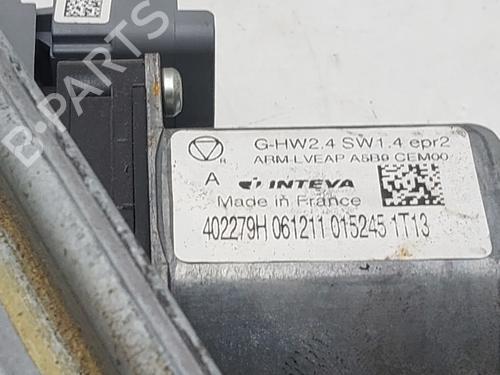 G-HW2.4 SW1.4 epr2
ARM-LVEAP A5B9 CEM00
R
A
INTEVA
Made in France
402279H 061211 015245 1T13
B-PARTS